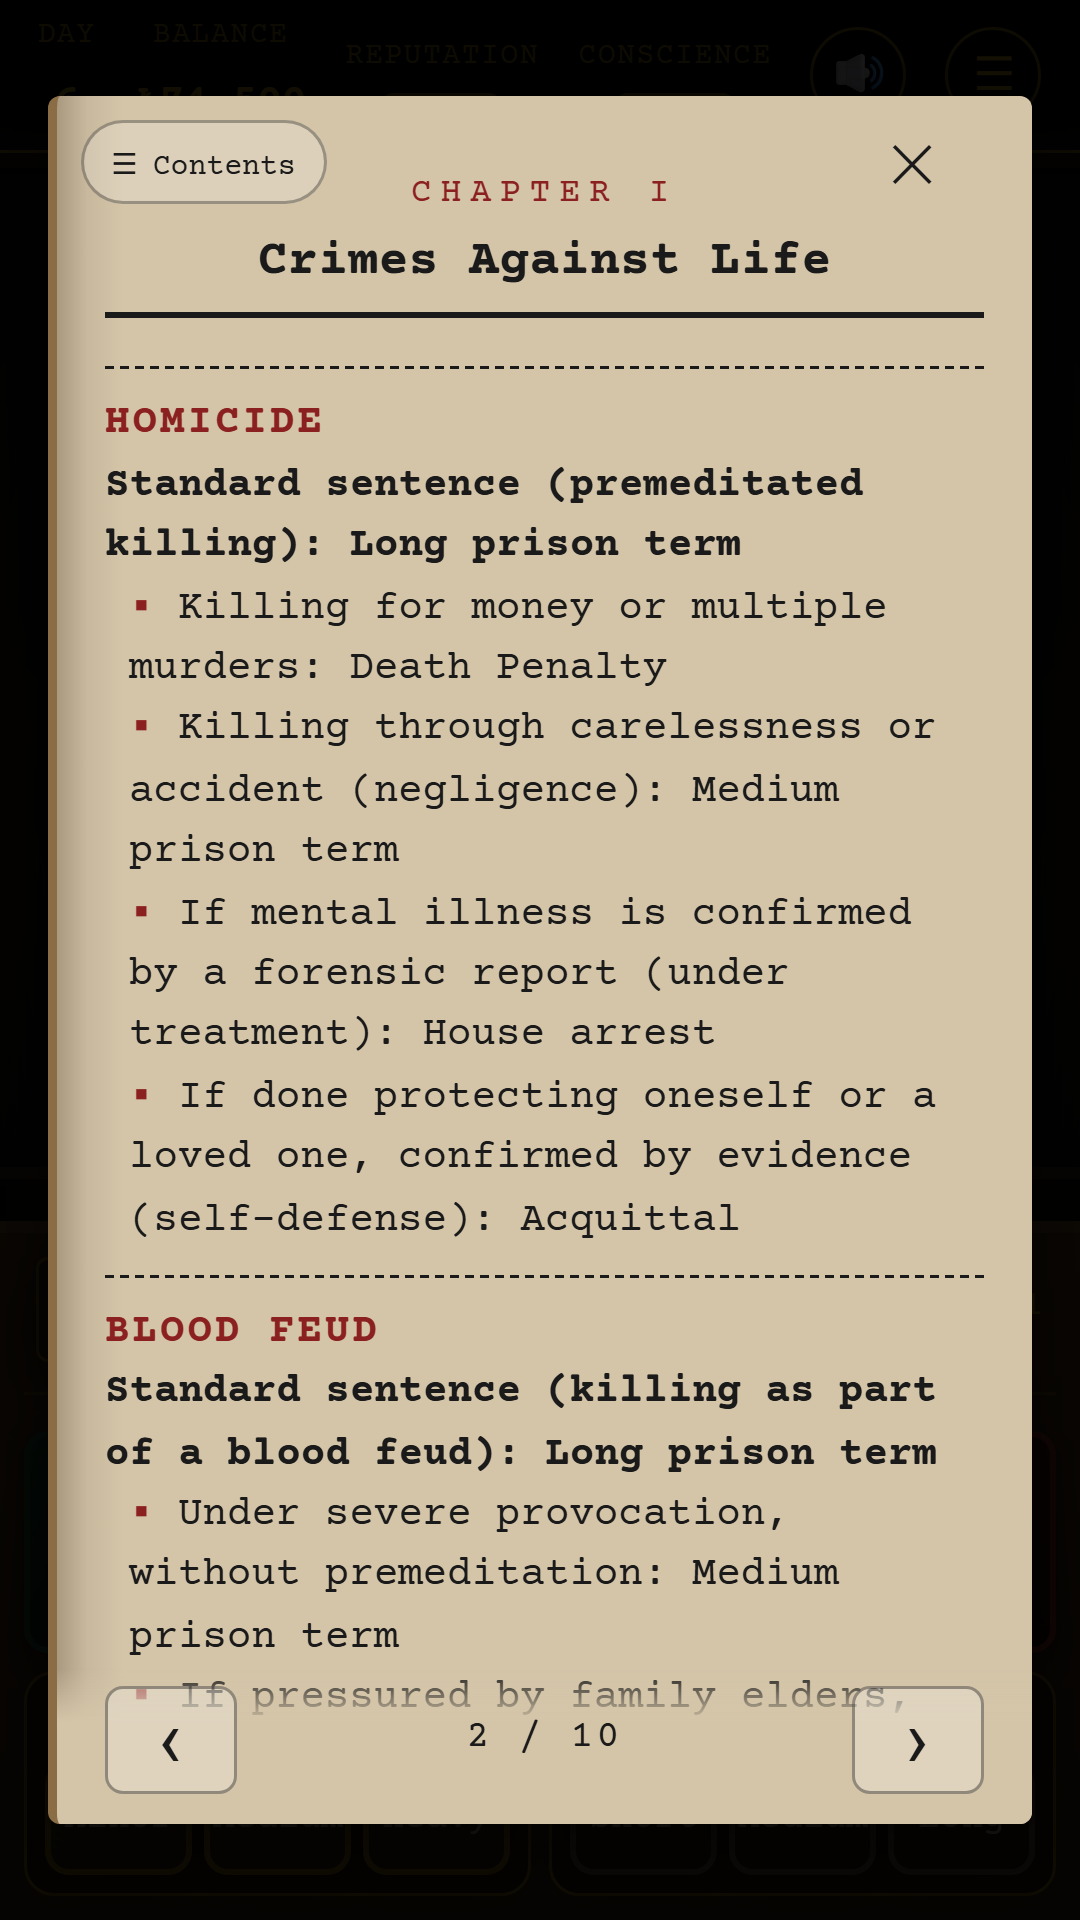 DAY BALANCE
REPUTATION CONSCIENCE
☰ Contents
CHAPTER I
Crimes Against Life
HOMICIDE
Standard sentence (premeditated
killing): Long prison term
▪ Killing for money or multiple
murders: Death Penalty
▪ Killing through carelessness or
accident (negligence): Medium
prison term
▪ If mental illness is confirmed
by a forensic report (under
treatment): House arrest
▪ If done protecting oneself or a
loved one, confirmed by evidence
(self-defense): Acquittal
BLOOD FEUD
Standard sentence (killing as part
of a blood feud): Long prison term
▪ Under severe provocation,
without premeditation: Medium
prison term
▪ If pressured by family elders,
‹ 2 / 10 ›